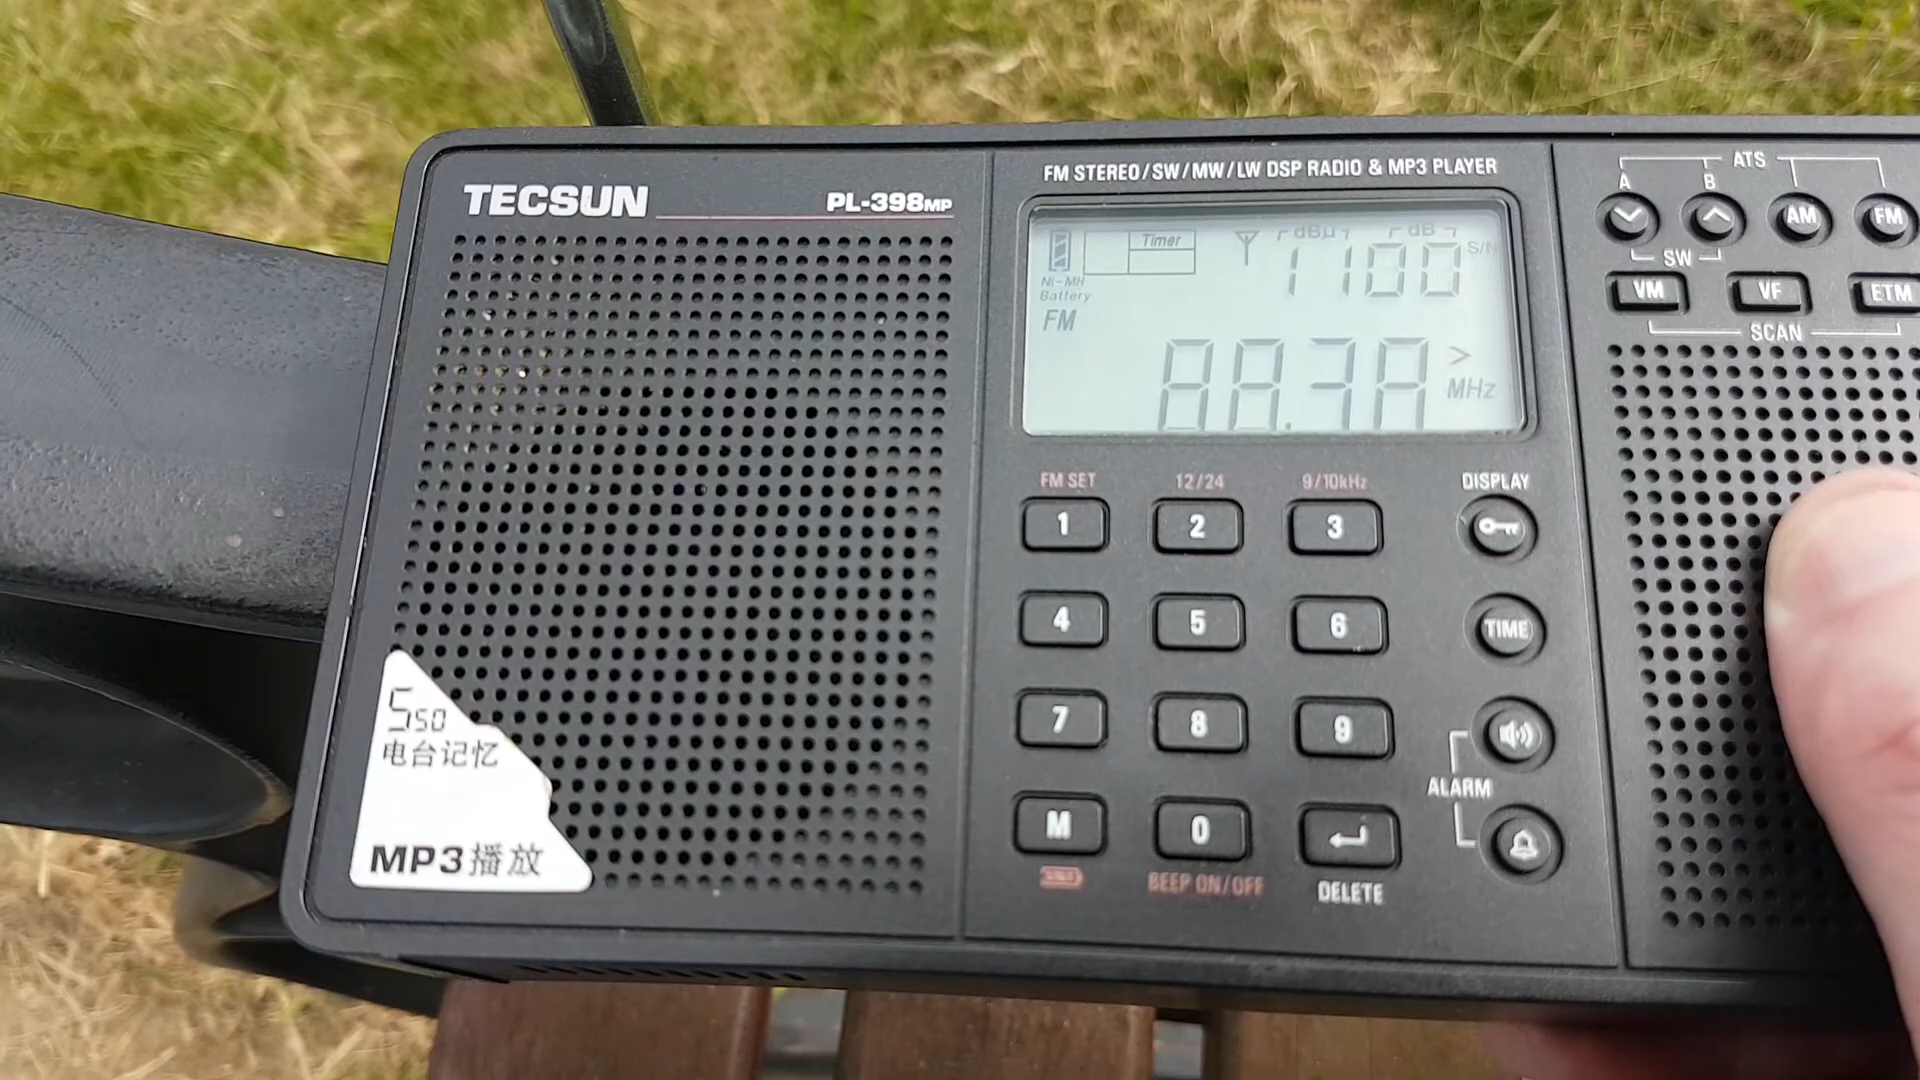 TECSUN PL-398MP
FM STEREO/SW/MW/LW DSP RADIO & MP3 PLAYER
Timer
dBµ dB
1100 S/N
Ni-MH
Battery
FM
MHz
ATS
A B
AM FM
SW
VM VF ETM
SCAN
FM SET 12/24 9/10kHz DISPLAY
1 2 3
4 5 6 TIME
7 8 9
ALARM
M 0
BEEP ON/OFF DELETE
550
电台记忆
MP3播放